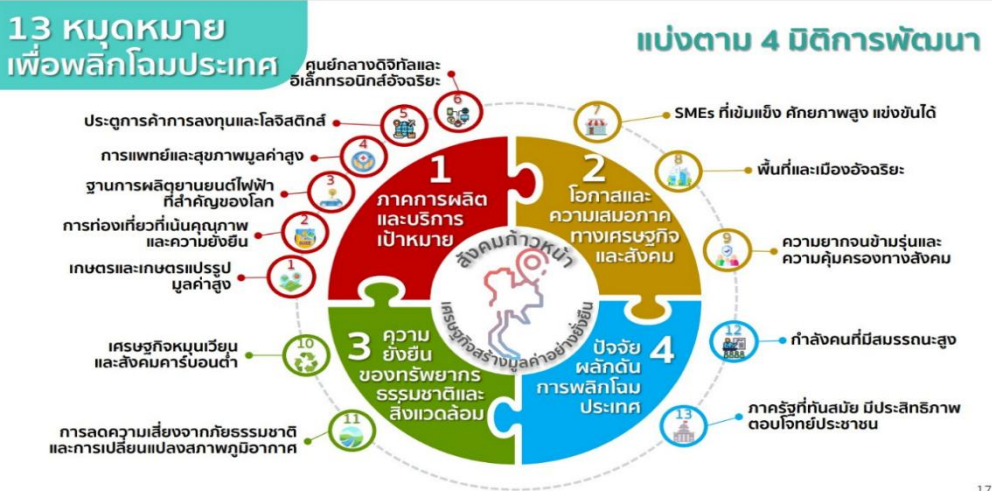 13 หมุดหมาย
เพื่อพลิกโฉมประเทศ
แบ่งตาม 4 มิติการพัฒนา
ศูนย์กลางดิจิทัลและ
อิเล็กทรอนิกส์อัจฉริยะ
6
ประตูการค้าการลงทุนและโลจิสติกส์
5
การแพทย์และสุขภาพมูลค่าสูง
4
ฐานการผลิตยานยนต์ไฟฟ้า
ที่สำคัญของโลก
3
การท่องเที่ยวที่เน้นคุณภาพ
และความยั่งยืน
2
เกษตรและเกษตรแปรรูป
มูลค่าสูง
1
1
ภาคการผลิต
และบริการ
เป้าหมาย
2
โอกาสและ
ความเสมอภาค
ทางเศรษฐกิจ
และสังคม
7
SMEs ที่เข้มแข็ง ศักยภาพสูง แข่งขันได้
8
พื้นที่และเมืองอัจฉริยะ
9
ความยากจนข้ามรุ่นและ
ความคุ้มครองทางสังคม
สังคมก้าวหน้า
เศรษฐกิจสร้างมูลค่าอย่างยั่งยืน
เศรษฐกิจหมุนเวียน
และสังคมคาร์บอนต่ำ
10
การลดความเสี่ยงจากภัยธรรมชาติ
และการเปลี่ยนแปลงสภาพภูมิอากาศ
11
3 ความ
ยั่งยืน
ของทรัพยากร
ธรรมชาติและ
สิ่งแวดล้อม
ปัจจัย 4
ผลักดัน
การพลิกโฉม
ประเทศ
12
กำลังคนที่มีสมรรถนะสูง
13
ภาครัฐที่ทันสมัย มีประสิทธิภาพ
ตอบโจทย์ประชาชน
17